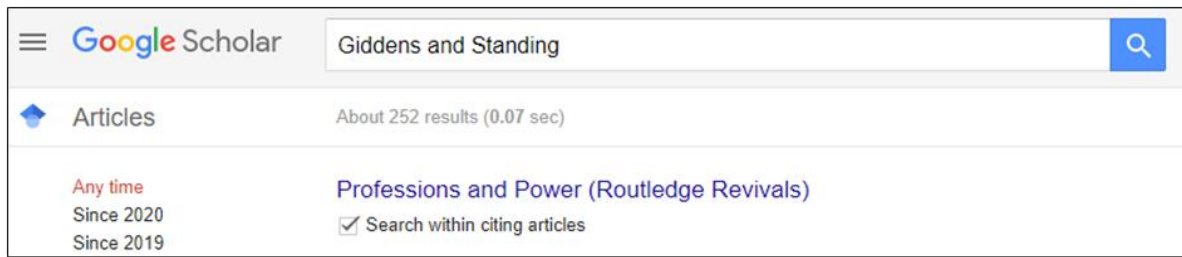 Google Scholar
Giddens and Standing
Articles
About 252 results (0.07 sec)
Any time
Since 2020
Since 2019
Professions and Power (Routledge Revivals)
Search within citing articles